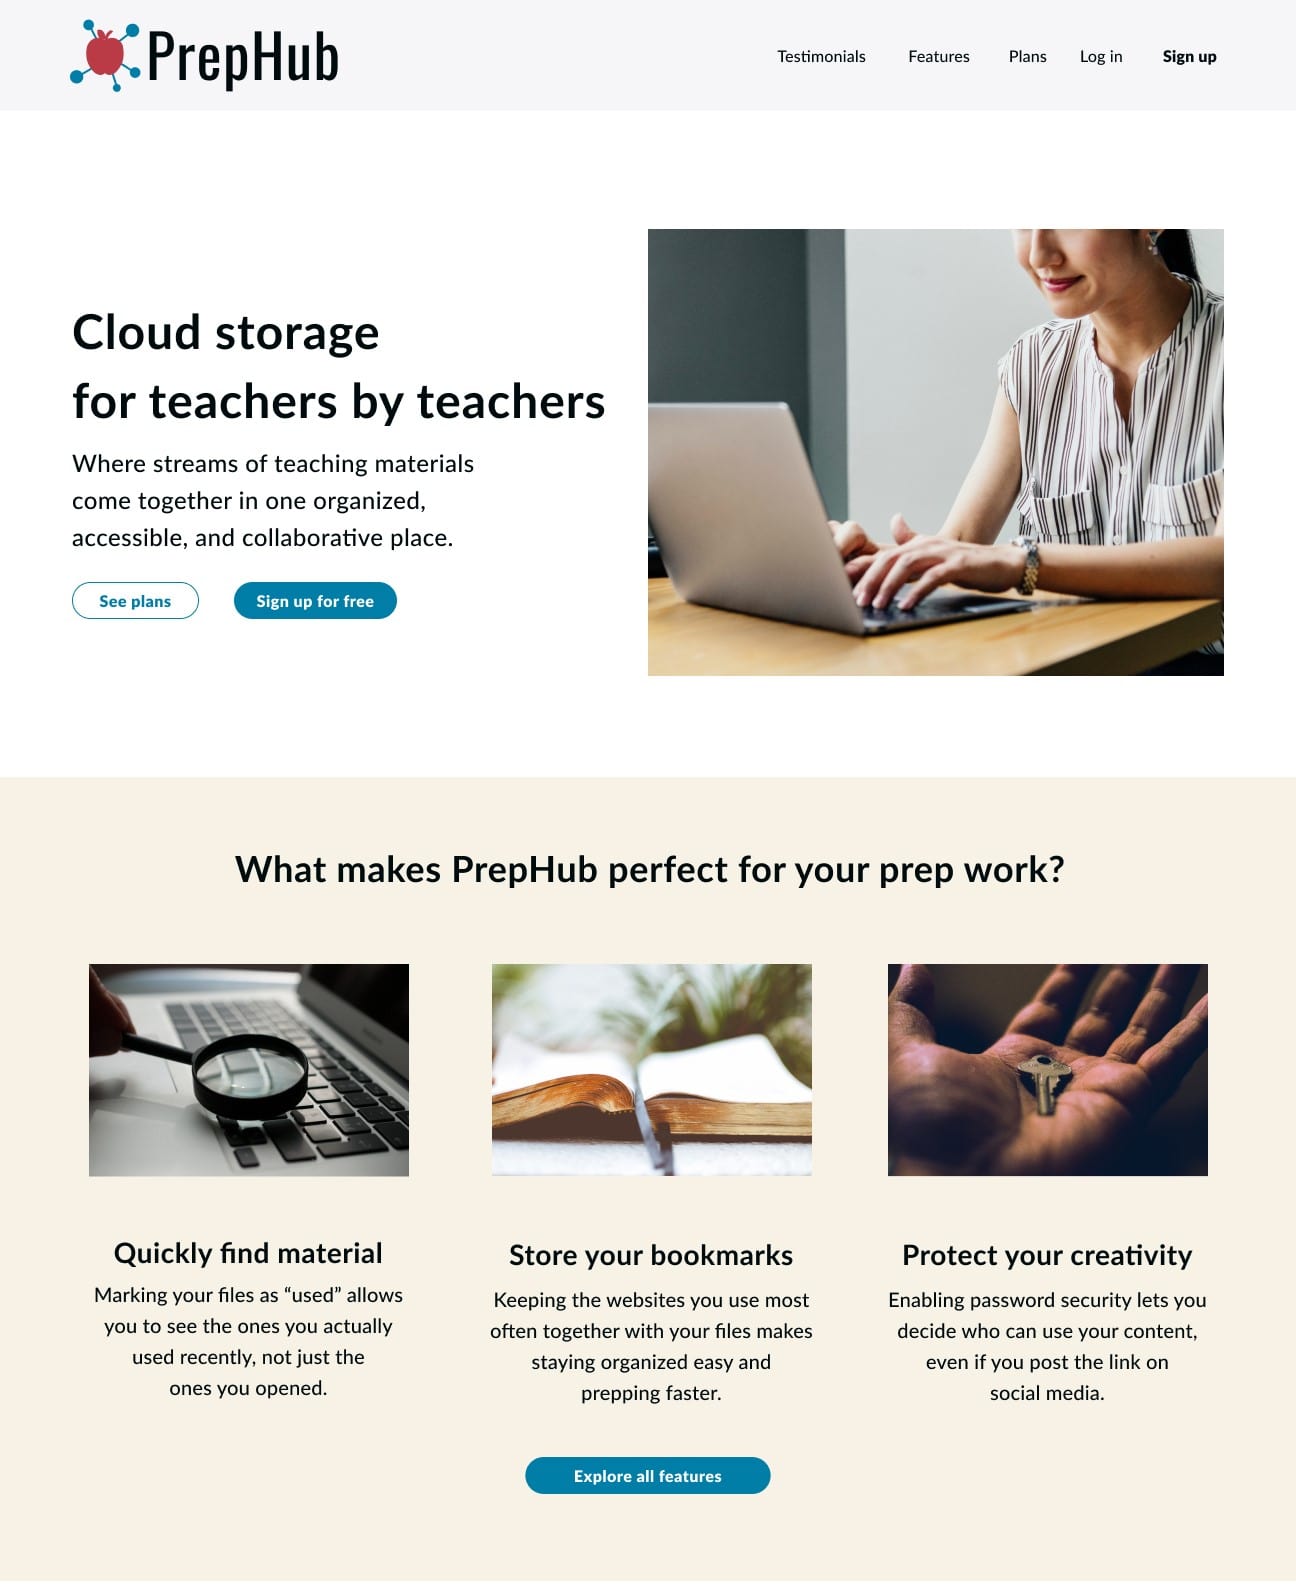 PrepHub
Testimonials
Features
Plans
Log in
Sign up
Cloud storage
for teachers by teachers
Where streams of teaching materials
come together in one organized,
accessible, and collaborative place.
See plans
Sign up for free
What makes PrepHub perfect for your prep work?
Quickly find material
Marking your files as “used” allows
you to see the ones you actually
used recently, not just the
ones you opened.
Store your bookmarks
Keeping the websites you use most
often together with your files makes
staying organized easy and
prepping faster.
Protect your creativity
Enabling password security lets you
decide who can use your content,
even if you post the link on
social media.
Explore all features